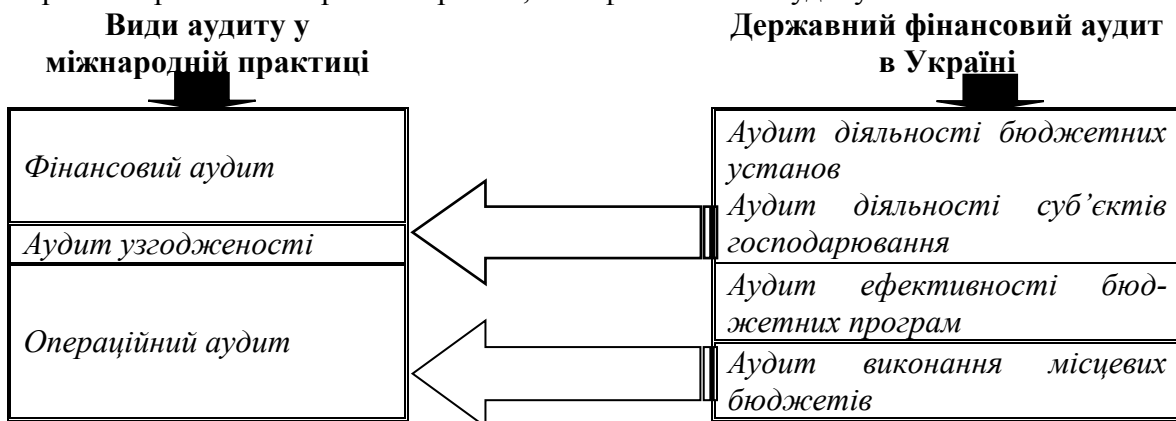 Види аудиту у
міжнародній практиці
Державний фінансовий аудит
в Україні
Фінансовий аудит
Аудит узгодженості
Операційний аудит
Аудит діяльності бюджетних
установ
Аудит діяльності суб’єктів
господарювання
Аудит ефективності бюд-
жетних програм
Аудит виконання місцевих
бюджетів